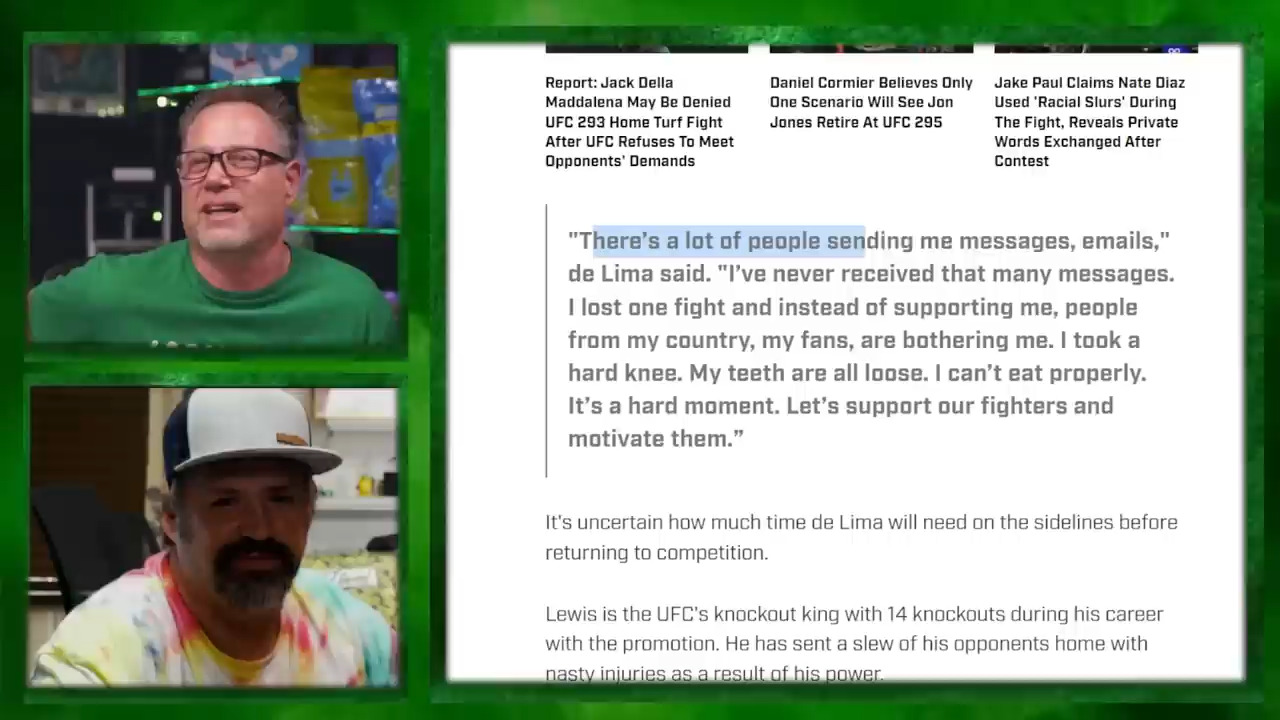 Report: Jack Della
Maddalena May Be Denied
UFC 293 Home Turf Fight
After UFC Refuses To Meet
Opponents' Demands
Daniel Cormier Believes Only
One Scenario Will See Jon
Jones Retire At UFC 295
Jake Paul Claims Nate Diaz
Used 'Racial Slurs' During
The Fight, Reveals Private
Words Exchanged After
Contest
"There's a lot of people sending me messages, emails,"
de Lima said. "I’ve never received that many messages.
I lost one fight and instead of supporting me, people
from my country, my fans, are bothering me. I took a
hard knee. My teeth are all loose. I can’t eat properly.
It’s a hard moment. Let’s support our fighters and
motivate them.”
It's uncertain how much time de Lima will need on the sidelines before
returning to competition.
Lewis is the UFC's knockout king with 14 knockouts during his career
with the promotion. He has sent a slew of his opponents home with
nasty injuries as a result of his power.